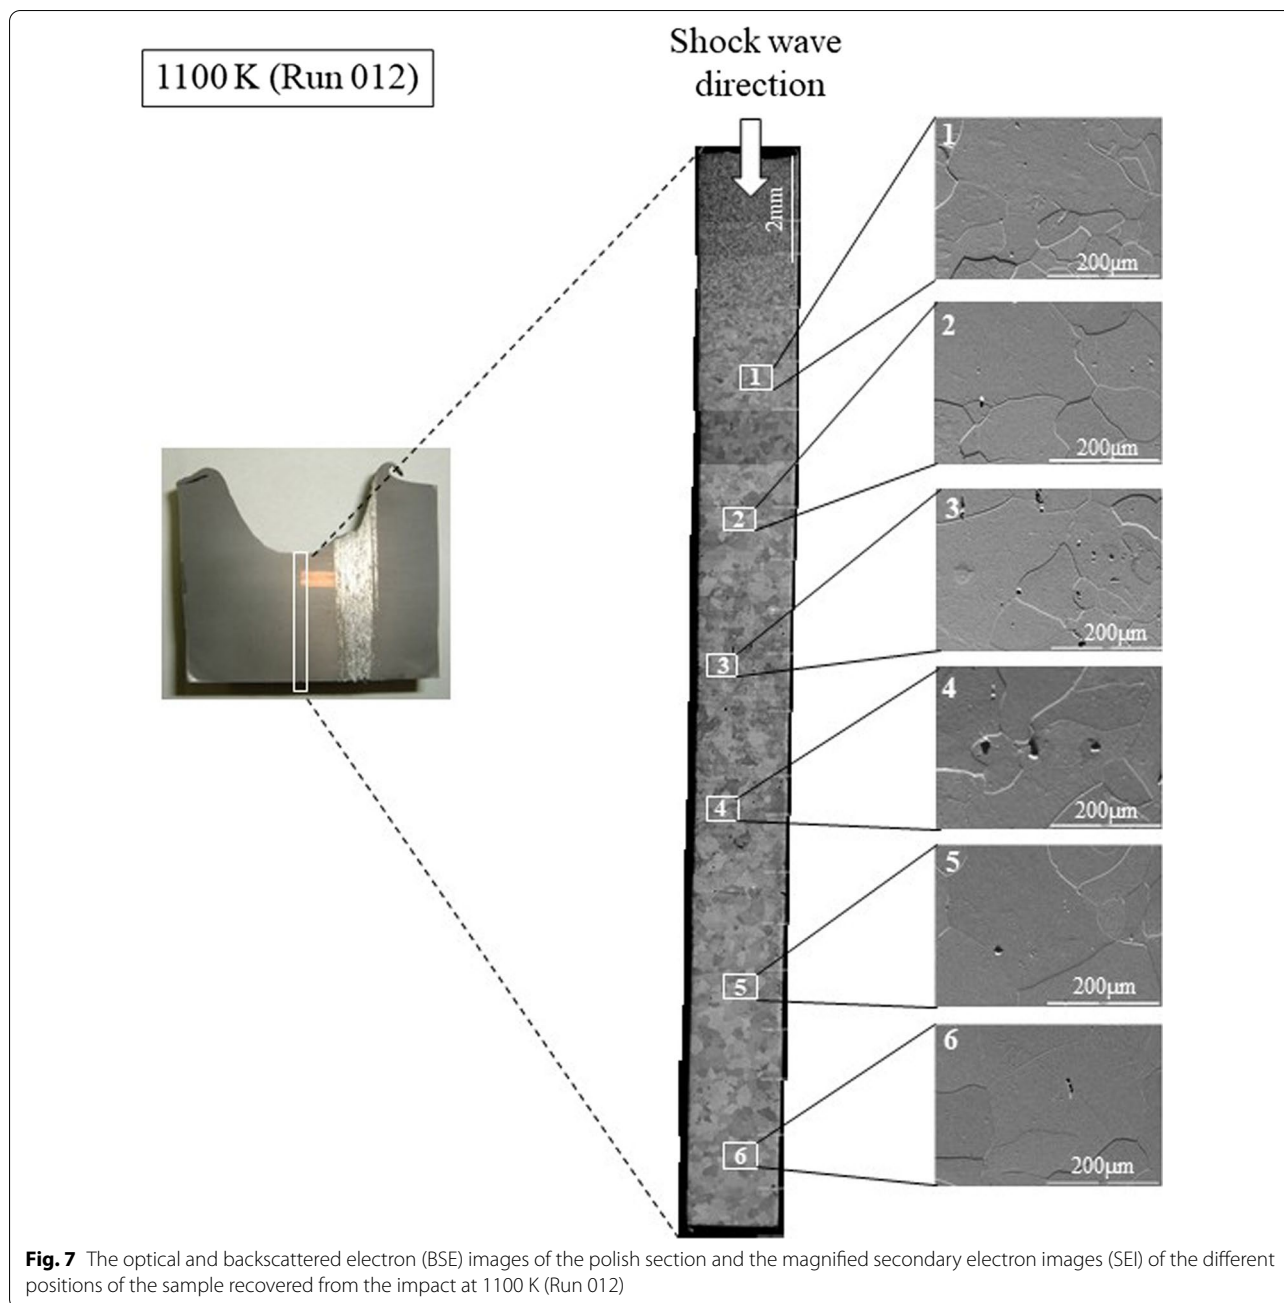 1100 K (Run 012)
Shock wave
direction
2mm
1
2
3
4
5
6
1
200μm
2
200μm
3
200μm
4
200μm
5
200μm
6
200μm
Fig. 7 The optical and backscattered electron (BSE) images of the polish section and the magnified secondary electron images (SEI) of the different
positions of the sample recovered from the impact at 1100 K (Run 012)